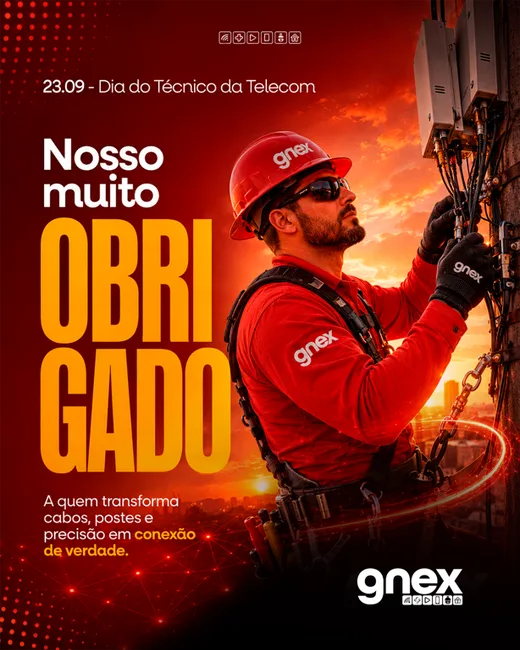 23.09 - Dia do Técnico da Telecom
Nosso
muito
OBRI
GADO
A quem transforma
cabos, postes e
precisão em conexão
de verdade.
gnex
gnex
gnex
gnex